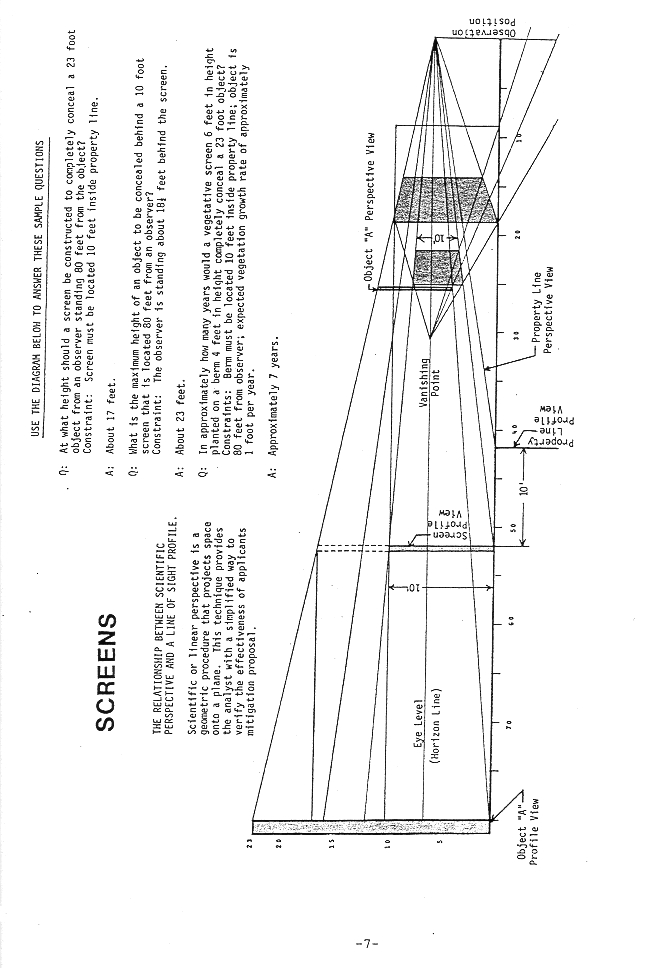 SCREENS
THE RELATIONSHIP BETWEEN SCIENTIFIC
PERSPECTIVE AND A LINE OF SIGHT PROFILE.
Scientific or linear perspective is a
geometric procedure that projects space
onto a plane. This technique provides
the analyst with a simplified way to
verify the effectiveness of applicants
mitigation proposal.
USE THE DIAGRAM BELOW TO ANSWER THESE SAMPLE QUESTIONS
Q: At what height should a screen be constructed to completely conceal a 23 foot
object from an observer standing 80 feet from the object?
Constraint: Screen must be located 10 feet inside property line.
A: About 17 feet.
Q: What is the maximum height of an object to be concealed behind a 10 foot
screen that is located 80 feet from an observer?
Constraint: The observer is standing about 18½ feet behind the screen.
A: About 23 feet.
Q: In approximately how many years would a vegetative screen 6 feet in height
planted on a berm 4 feet in height completely conceal a 23 foot object?
Constraints: Berm must be located 10 feet inside property line; object is
80 feet from observer; expected vegetation growth rate of approximately
1 foot per year.
A: Approximately 7 years.
23
20
15
10
5
Object "A"
Profile View
Eye Level
(Horizon Line)
70
60
50
40
30
20
10
10'
Screen
Profile
View
10'
Property
Line
Profile
View
Vanishing
Point
Property Line
Perspective View
Object "A" Perspective View
10'
Observation
Position
-7-